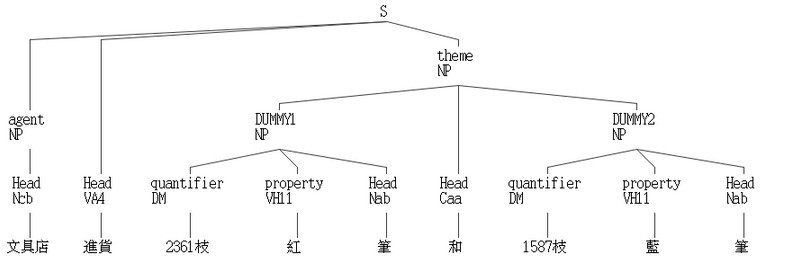 S
theme
NP
agent
NP
DUMMY1
NP
DUMMY2
NP
Head
Ncb
Head
VA4
quantifier
DM
property
VH11
Head
Nab
Head
Caa
quantifier
DM
property
VH11
Head
Nab
文具店 進貨 2361枝 紅 筆 和 1587枝 藍 筆